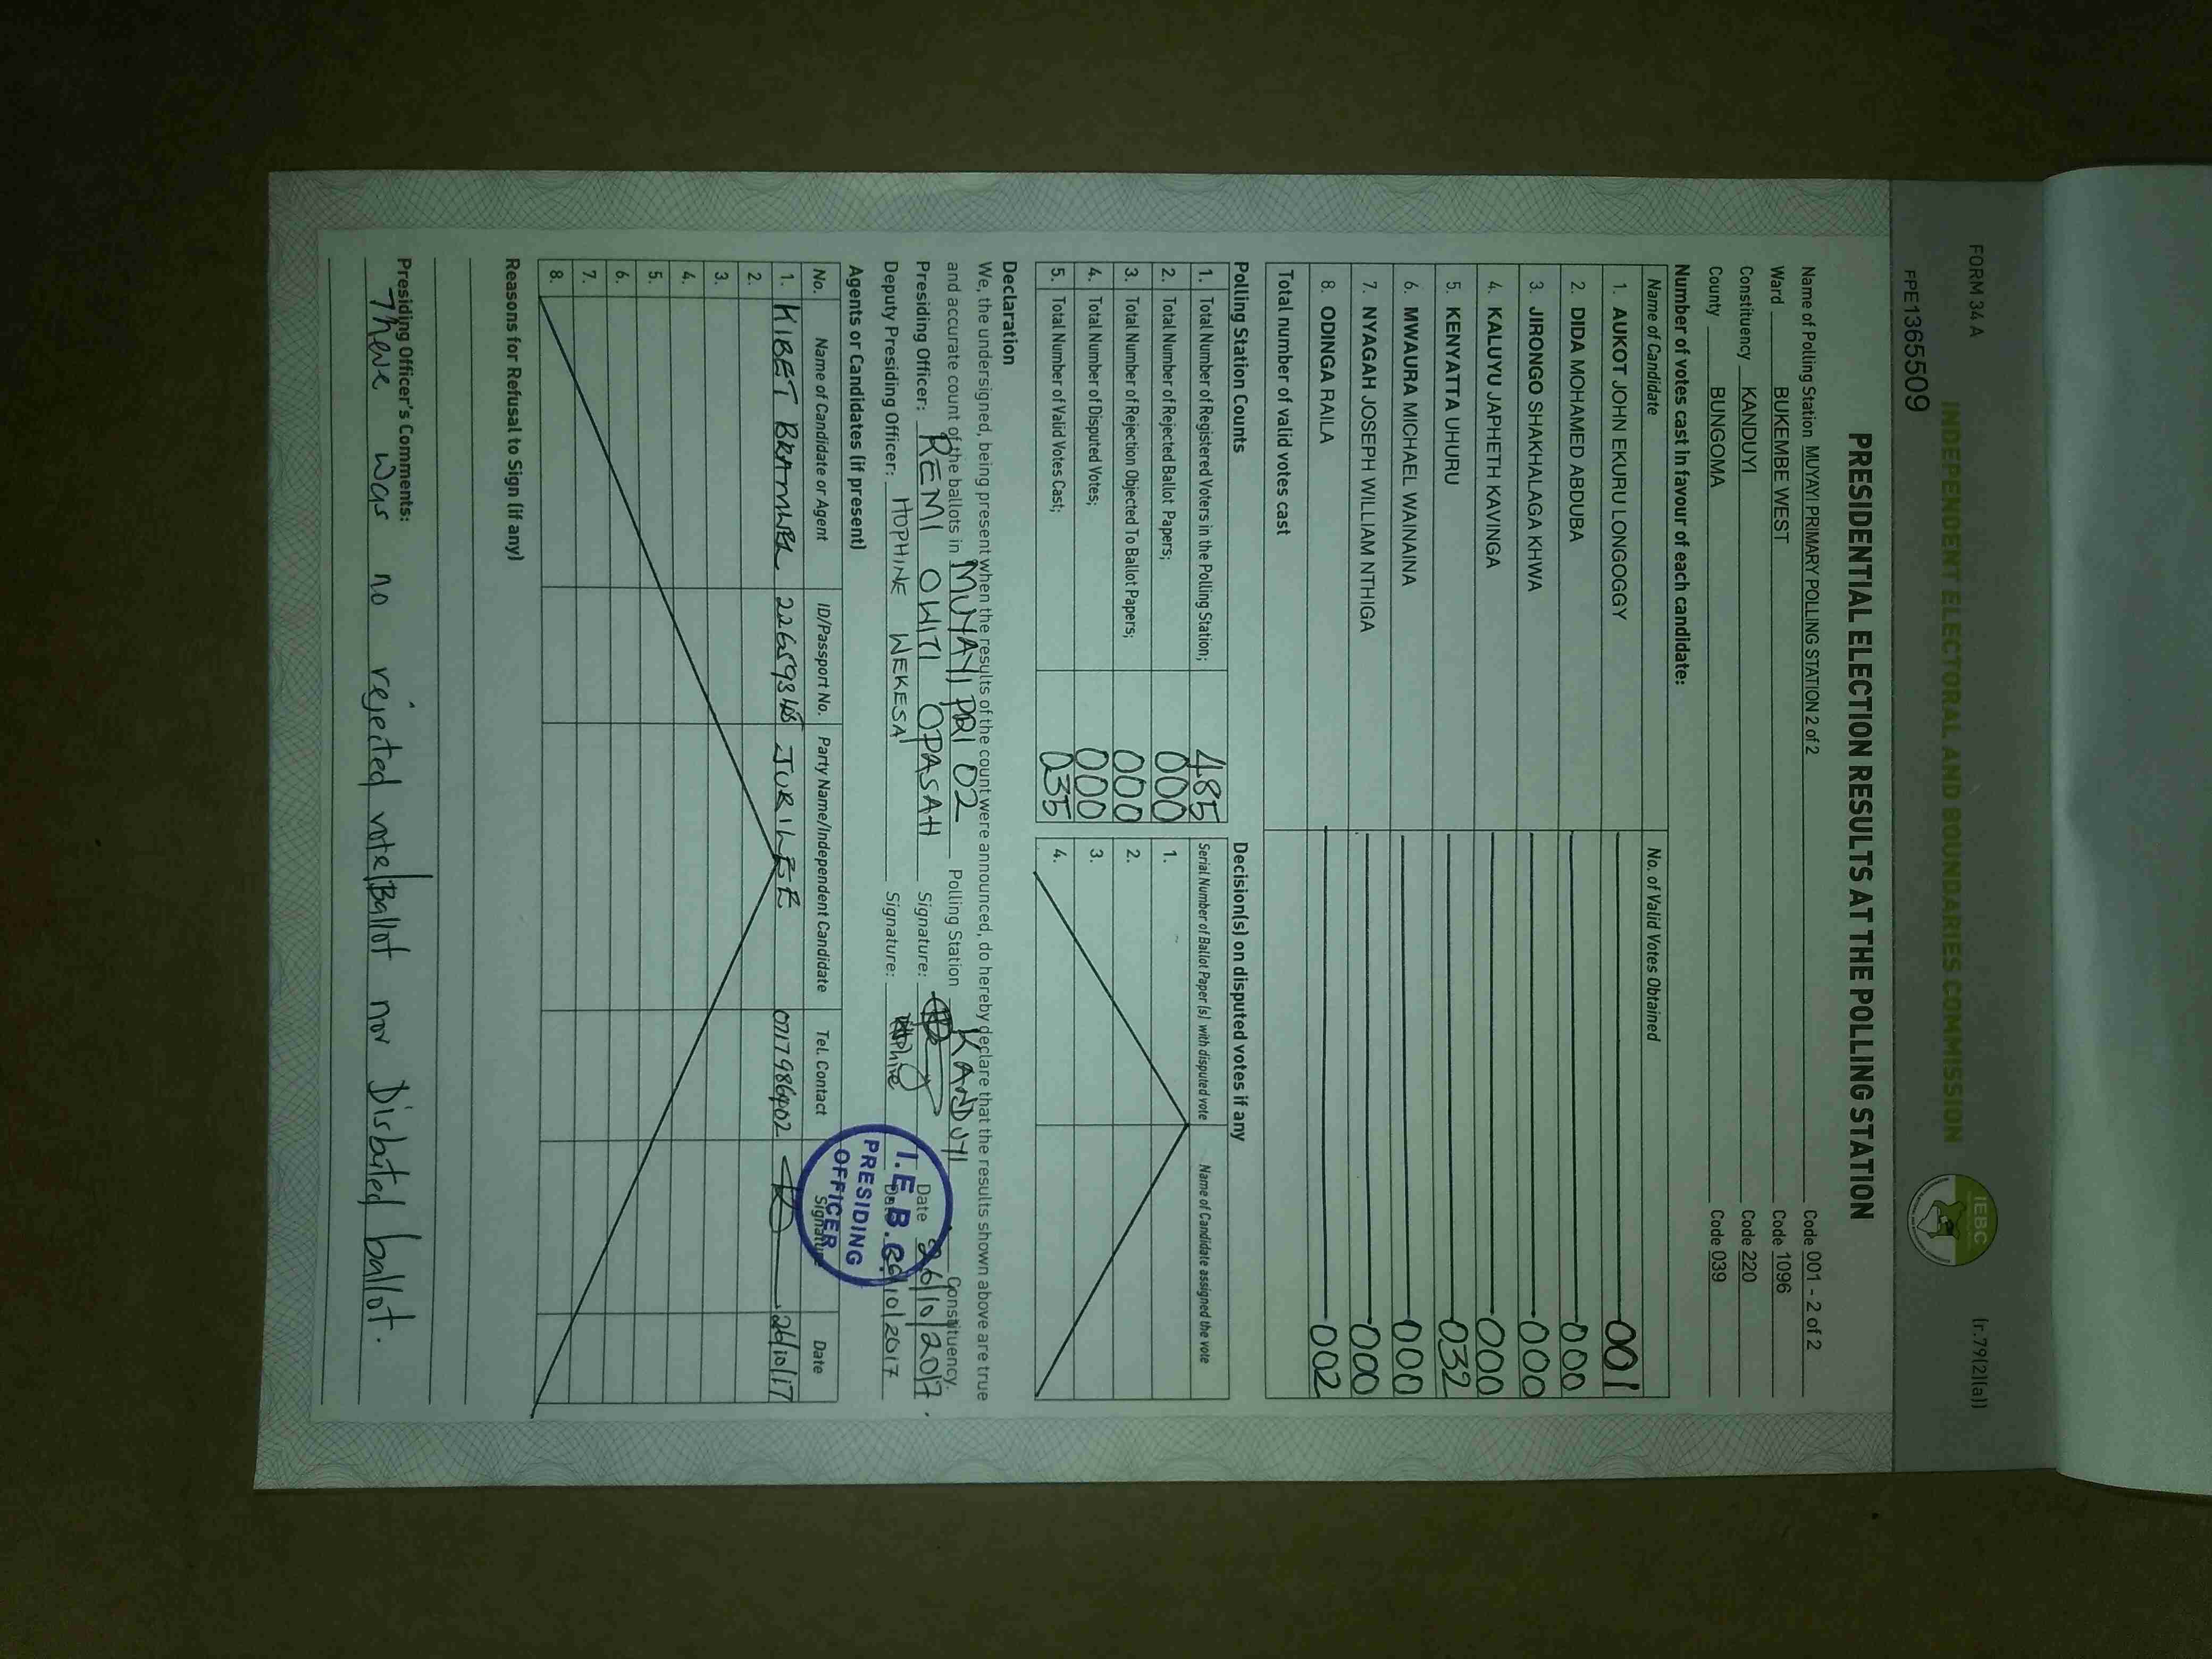 FORM 34 A
(r.79(2)(a))
INDEPENDENT ELECTORAL AND BOUNDARIES COMMISSION
IEBC
PPE1365509
PRESIDENTIAL ELECTION RESULTS AT THE POLLING STATION
Name of Polling Station MUYAYI PRIMARY POLLING STATION 2 of 2 Code 001 - 2 of 2
Ward BUKEMBE WEST Code 1096
Constituency KANDUYI Code 220
County BUNGOMA Code 039
Number of votes cast in favour of each candidate:
Name of Candidate No. of Valid Votes Obtained
1. AUKOT JOHN EKURU LONGOGGY 001
2. DIDA MOHAMED ABDUBA 000
3. JIRONGO SHAKHALAGA KHWA 000
4. KALUYU JAPHETH KAVINGA 000
5. KENYATTA UHURU 032
6. MWAURA MICHAEL WAINAINA 000
7. NYAGAH JOSEPH WILLIAM NTHIGA 000
8. ODINGA RAILA 002
Total number of valid votes cast
Polling Station Counts
1. Total Number of Registered Voters in the Polling Station; 485
2. Total Number of Rejected Ballot Papers; 000
3. Total Number of Rejection Objected To Ballot Papers; 000
4. Total Number of Disputed Votes; 000
5. Total Number of Valid Votes Cast; 035
Decision(s) on disputed votes if any
Serial Number of Ballot Paper(s) with disputed vote Name of Candidate assigned the vote
1.
2.
3.
4.
Declaration
We, the undersigned, being present when the results of the count were announced, do hereby declare that the results shown above are true
and accurate count of the ballots in MUYAYI PRI 02 Polling Station KANDUYI Constituency.
Presiding Officer: REMI OWITI OPASAH Signature: Date 26/10/2017.
Deputy Presiding Officer: HOPHINE WEKESA Signature: Hophine Date 26/10/2017
I.E.B.C.
PRESIDING
OFFICER
Agents or Candidates (if present)
No. Name of Candidate or Agent ID/Passport No. Party Name/Independent Candidate Tel. Contact Signature Date
1. KIBET BRAMWEL JUBILEE 26/10/17
2.
3.
4.
5.
6.
7.
8.
Reasons for Refusal to Sign (if any)
Presiding Officer's Comments:
There was no rejected vote/Ballot nor Disbuted ballot.